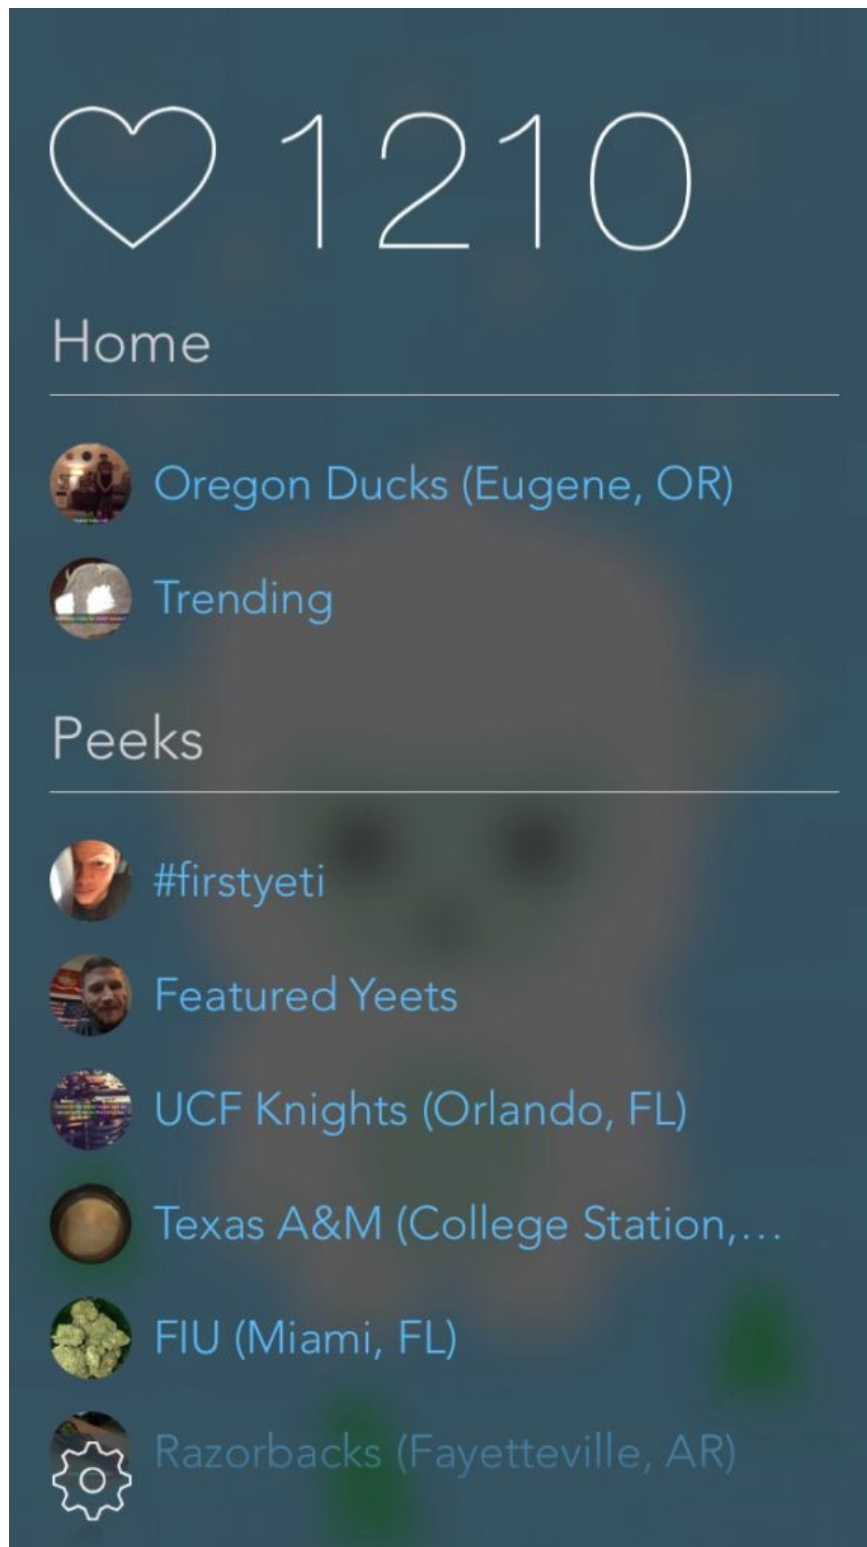 1210
Home
Oregon Ducks (Eugene, OR)
Trending
Peeks
#firstyeti
Featured Yeets
UCF Knights (Orlando, FL)
Texas A&M (College Station,...
FIU (Miami, FL)
Razorbacks (Fayetteville, AR)